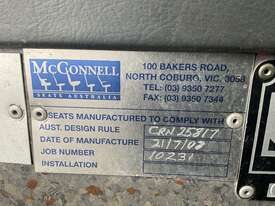 McCONNELL
SEATS AUSTRALIA
100 BAKERS ROAD,
NORTH COBURG, VIC. 3058
TEL: (03) 9350 7277
FAX: (03) 9350 7344
SEATS MANUFACTURED TO COMPLY WITH
AUST. DESIGN RULE CRN 25817
DATE OF MANUFACTURE 21/7/02
JOB NUMBER 10231
INSTALLATION